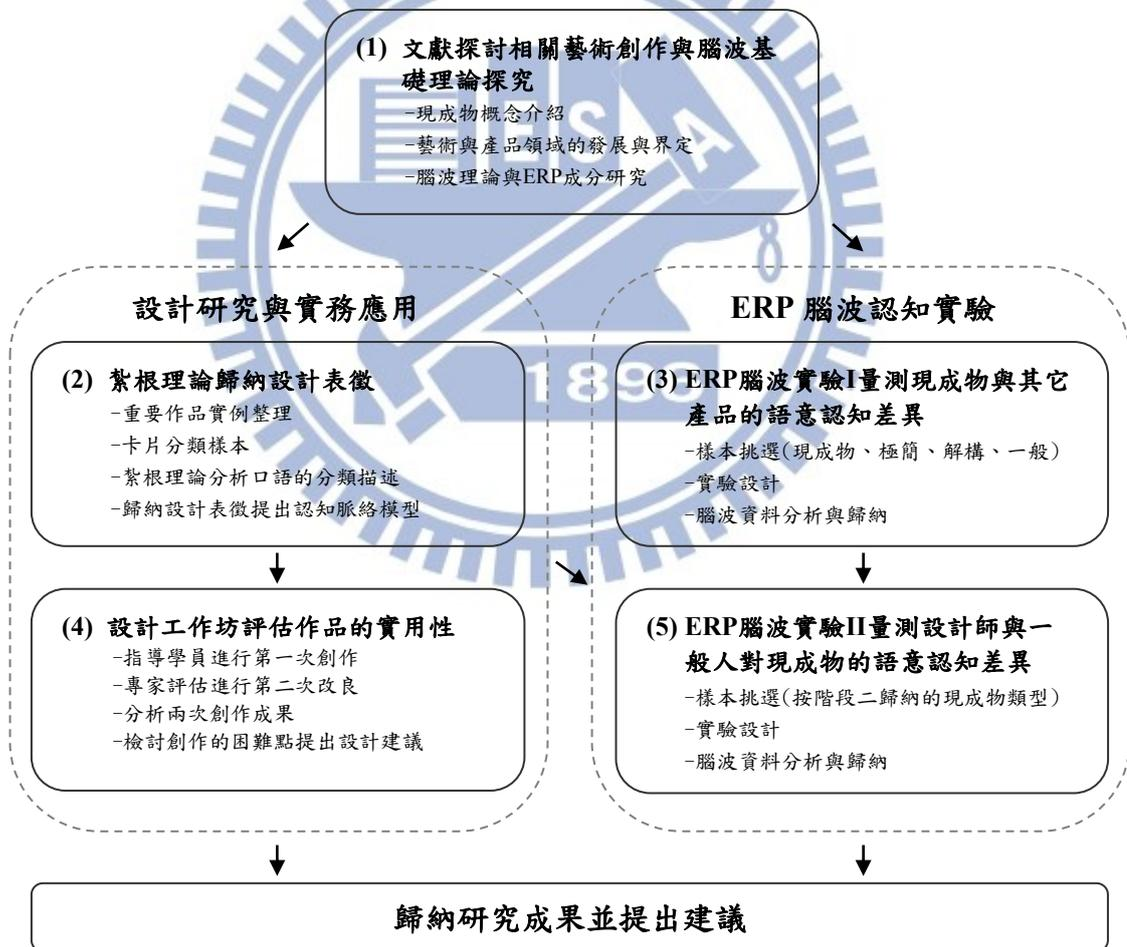 (1) 文獻探討相關藝術創作與腦波基
礎理論探究
-現成物概念介紹
-藝術與產品領域的發展與界定
-腦波理論與ERP成分研究
ESA
1896
設計研究與實務應用
(2) 紮根理論歸納設計表徵
-重要作品實例整理
-卡片分類樣本
-紮根理論分析口語的分類描述
-歸納設計表徵提出認知脈絡模型
(4) 設計工作坊評估作品的實用性
-指導學員進行第一次創作
-專家評估進行第二次改良
-分析兩次創作成果
-檢討創作的困難點提出設計建議
ERP 腦波認知實驗
(3) ERP腦波實驗I量測現成物與其它
產品的語意認知差異
-樣本挑選(現成物、極簡、解構、一般)
-實驗設計
-腦波資料分析與歸納
(5) ERP腦波實驗II量測設計師與一
般人對現成物的語意認知差異
-樣本挑選(按階段二歸納的現成物類型)
-實驗設計
-腦波資料分析與歸納
歸納研究成果並提出建議